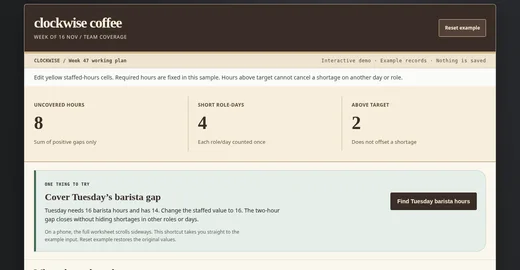 clockwise coffee
WEEK OF 16 NOV / TEAM COVERAGE
Reset example
CLOCKWISE / Week 47 working plan
Interactive demo · Example records · Nothing is saved
Edit yellow staffed-hours cells. Required hours are fixed in this sample. Hours above target cannot cancel a shortage on another day or role.
UNCOVERED HOURS
8
Sum of positive gaps only
SHORT ROLE-DAYS
4
Each role/day counted once
ABOVE TARGET
2
Does not offset a shortage
ONE THING TO TRY
Cover Tuesday's barista gap
Tuesday needs 16 barista hours and has 14. Change the staffed value to 16. The two-hour
gap closes without hiding shortages in other roles or days.
On a phone, the full worksheet scrolls sideways. This shortcut takes you straight to the
example input. Reset example restores the original values.
Find Tuesday barista hours